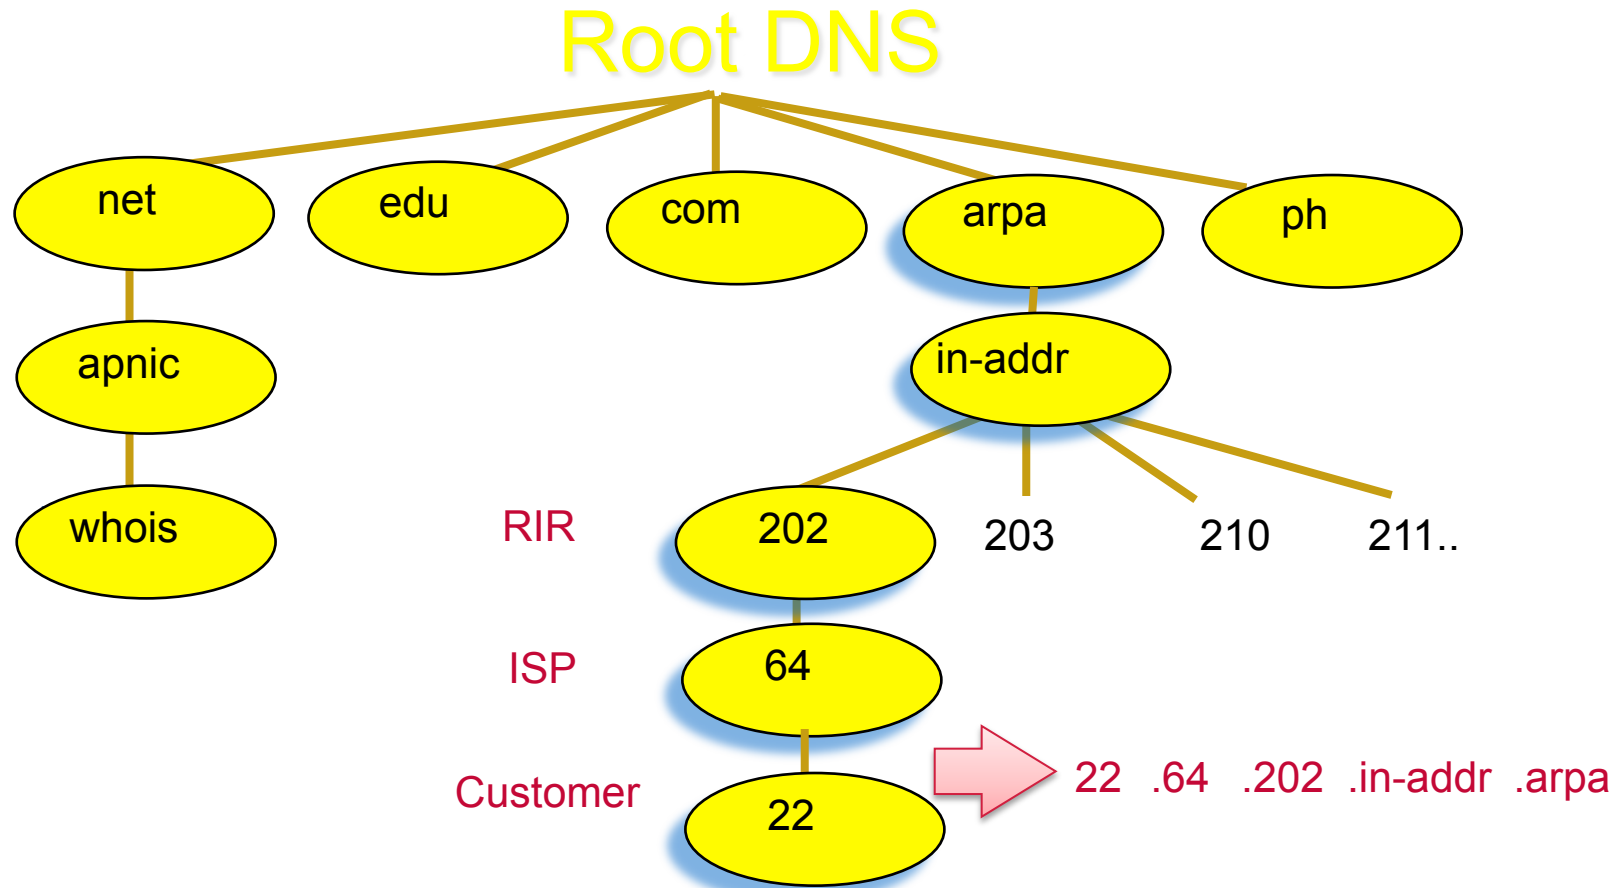 Root DNS
net edu com arpa ph
apnic in-addr
whois RIR 202 203 210 211..
ISP 64
Customer 22 22 .64 .202 .in-addr .arpa